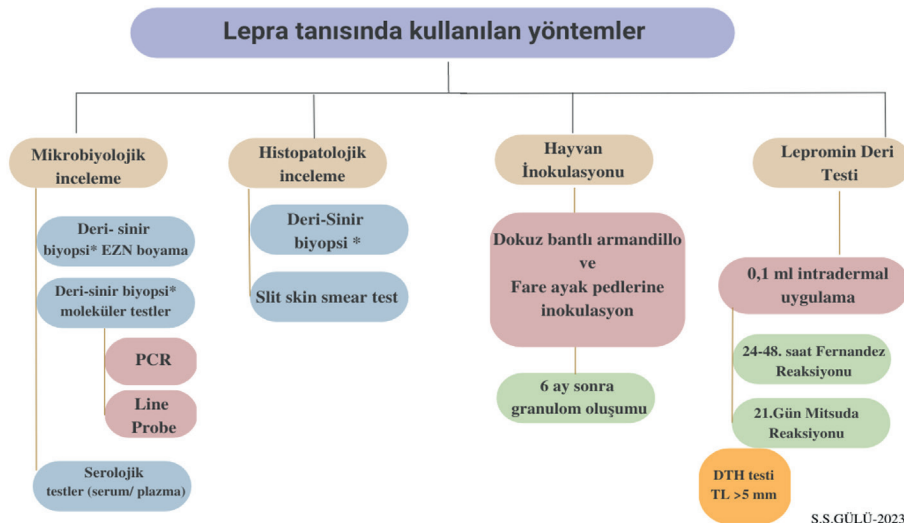 Lepra tanısında kullanılan yöntemler
Mikrobiyolojik
inceleme
Deri- sinir
biyopsi* EZN boyama
Deri-sinir biyopsi*
moleküler testler
PCR
Line
Probe
Serolojik
testler (serum/ plazma)
Histopatolojik
inceleme
Deri-Sinir
biyopsi *
Slit skin smear test
Hayvan
İnokulasyonu
Dokuz bantlı armandillo
ve
Fare ayak pedlerine
inokulasyon
6 ay sonra
granulom oluşumu
Lepromin Deri
Testi
0,1 ml intradermal
uygulama
24-48. saat Fernandez
Reaksiyonu
21.Gün Mitsuda
Reaksiyonu
DTH testi
TL >5 mm
S.S.GÜLÜ-2023